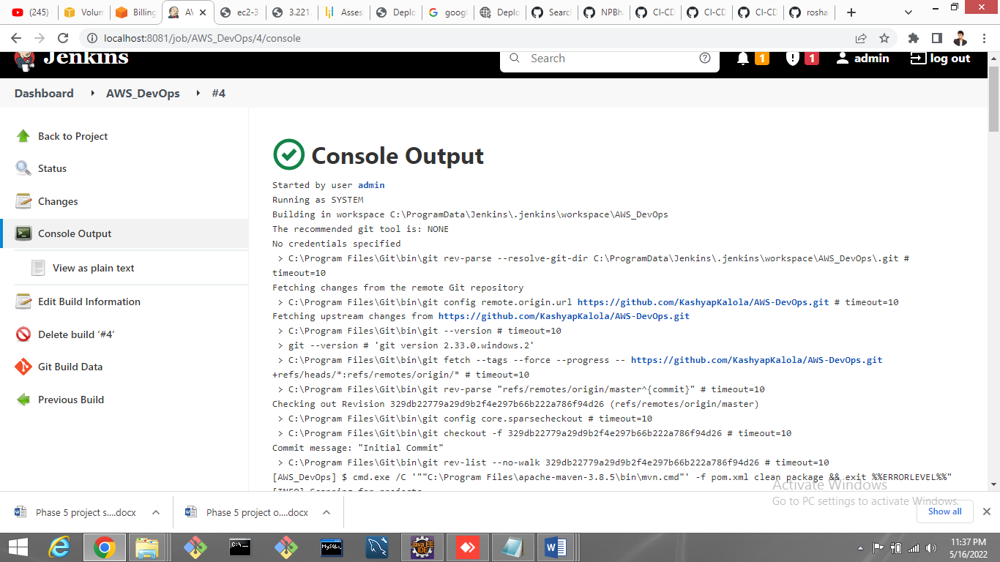 (245)
Volun
Billing
A\
ec2-3
3.221.
Asses
Deplo
googl
Deplo
Searc
NPBha
CI-CD
CI-CD
CI-CD
rosha
localhost:8081/job/AWS_DevOps/4/console
Jenkins
Search
1
1
admin
log out
Dashboard
AWS_DevOps
#4
Back to Project
Status
Changes
Console Output
View as plain text
Edit Build Information
Delete build ‘#4’
Git Build Data
Previous Build
Console Output
Started by user admin
Running as SYSTEM
Building in workspace C:\ProgramData\Jenkins\.jenkins\workspace\AWS_DevOps
The recommended git tool is: NONE
No credentials specified
> C:\Program Files\Git\bin\git rev-parse --resolve-git-dir C:\ProgramData\Jenkins\.jenkins\workspace\AWS_DevOps\.git #
timeout=10
Fetching changes from the remote Git repository
> C:\Program Files\Git\bin\git config remote.origin.url https://github.com/KashyapKalola/AWS-DevOps.git # timeout=10
Fetching upstream changes from https://github.com/KashyapKalola/AWS-DevOps.git
> C:\Program Files\Git\bin\git --version # timeout=10
> git --version # 'git version 2.33.0.windows.2'
> C:\Program Files\Git\bin\git fetch --tags --force --progress -- https://github.com/KashyapKalola/AWS-DevOps.git
+refs/heads/*:refs/remotes/origin/* # timeout=10
> C:\Program Files\Git\bin\git rev-parse "refs/remotes/origin/master^{commit}" # timeout=10
Checking out Revision 329db22779a29d9b2f4e297b66b222a786f94d26 (refs/remotes/origin/master)
> C:\Program Files\Git\bin\git config core.sparsecheckout # timeout=10
> C:\Program Files\Git\bin\git checkout -f 329db22779a29d9b2f4e297b66b222a786f94d26 # timeout=10
Commit message: "Initial Commit"
> C:\Program Files\Git\bin\git rev-list --no-walk 329db22779a29d9b2f4e297b66b222a786f94d26 # timeout=10
[AWS_DevOps] $ cmd.exe /C '""C:\Program Files\apache-maven-3.8.5\bin\mvn.cmd"' -f pom.xml clean package && exit %%ERRORLEVEL%%"
[INFO] Scanning for projects
Activate Windows
Go to PC settings to activate Windows.
Phase 5 project s....docx
Phase 5 project o....docx
Show all
C:\_
MySQL
Java EE
IDE
11:37 PM
5/16/2022